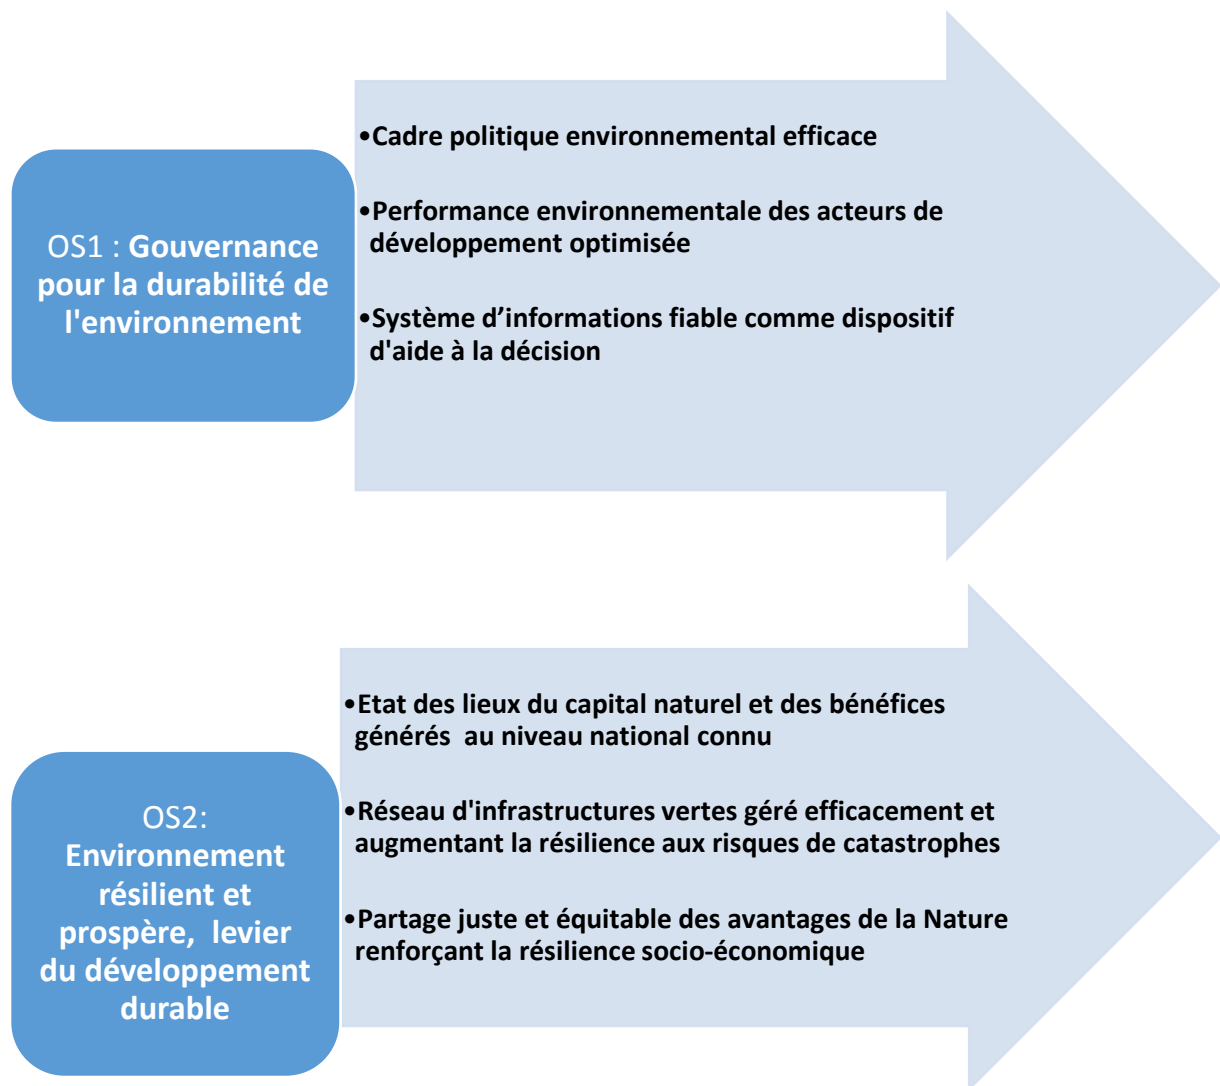 OS1 : Gouvernance
pour la durabilité de
l'environnement
•Cadre politique environnemental efficace
•Performance environnementale des acteurs de
développement optimisée
•Système d’informations fiable comme dispositif
d'aide à la décision
OS2:
Environnement
résilient et
prospère, levier
du développement
durable
•Etat des lieux du capital naturel et des bénéfices
générés au niveau national connu
•Réseau d'infrastructures vertes géré efficacement et
augmentant la résilience aux risques de catastrophes
•Partage juste et équitable des avantages de la Nature
renforçant la résilience socio-économique